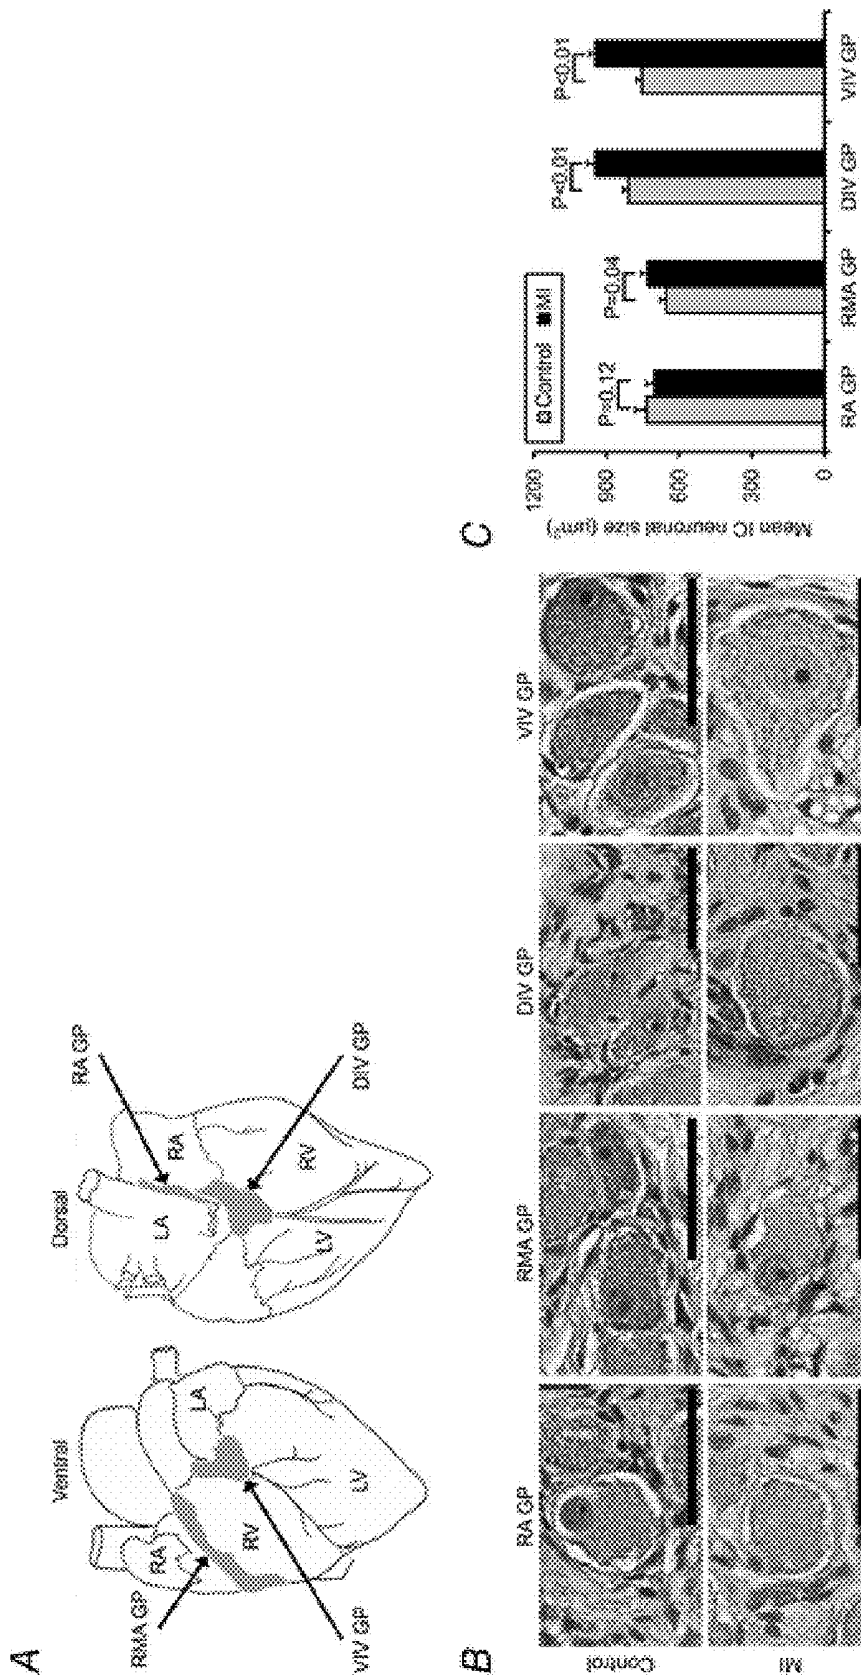 A
Ventral
Dorsal
RMA GP
RA
LA
RV
LV
VIV GP
RA GP
LA
RA
LV
RV
DIV GP
B
RA GP
RMA GP
DIV GP
VIV GP
Control
MI
C
Control MI
Mean IC neuronal size (μm²)
1200
900
600
300
0
P=0.12
P=0.04
P<0.01
P<0.01
RA GP
RMA GP
DIV GP
VIV GP